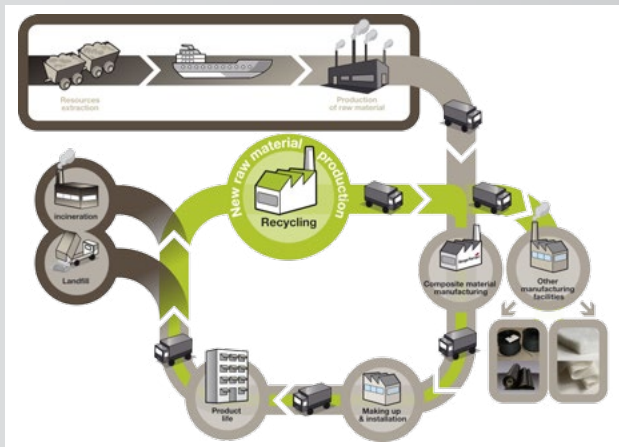 Resources
extraction
Production
of raw material
New raw material production
Recycling
incineration
Landfill
Composite material
manufacturing
Other
manufacturing
facilities
Product
life
Making up
& installation